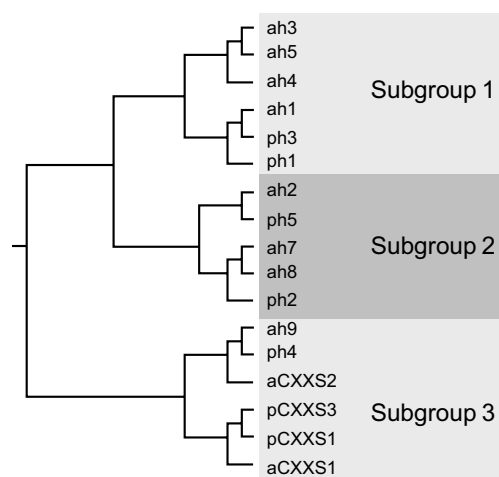 ah3
ah5
ah4
Subgroup 1
ah1
ph3
ph1
ah2
ph5
ah7
Subgroup 2
ah8
ph2
ah9
ph4
aCXXS2
pCXXS3
Subgroup 3
pCXXS1
aCXXS1